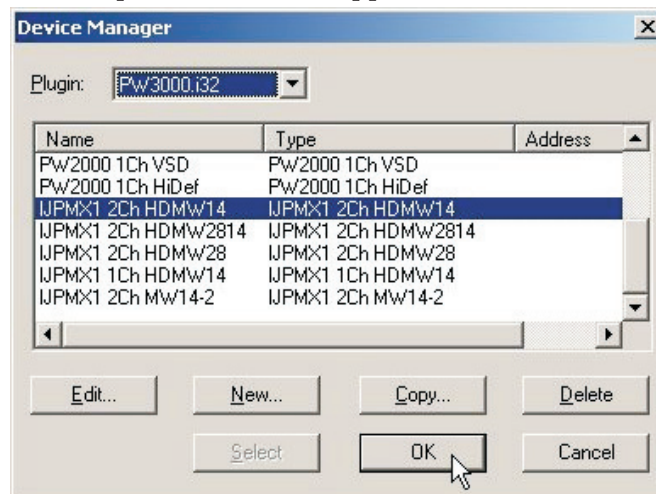 Device Manager
Plugin: PW3000.i32
Name Type Address
PW2000 1Ch VSD PW2000 1Ch VSD
PW2000 1Ch HiDef PW2000 1Ch HiDef
IJPMX1 2Ch HDMW14 IJPMX1 2Ch HDMW14
IJPMX1 2Ch HDMW2814 IJPMX1 2Ch HDMW2814
IJPMX1 2Ch HDMW28 IJPMX1 2Ch HDMW28
IJPMX1 1Ch HDMW14 IJPMX1 1Ch HDMW14
IJPMX1 2Ch MW14-2 IJPMX1 2Ch MW14-2
Edit... New... Copy... Delete
Select OK Cancel